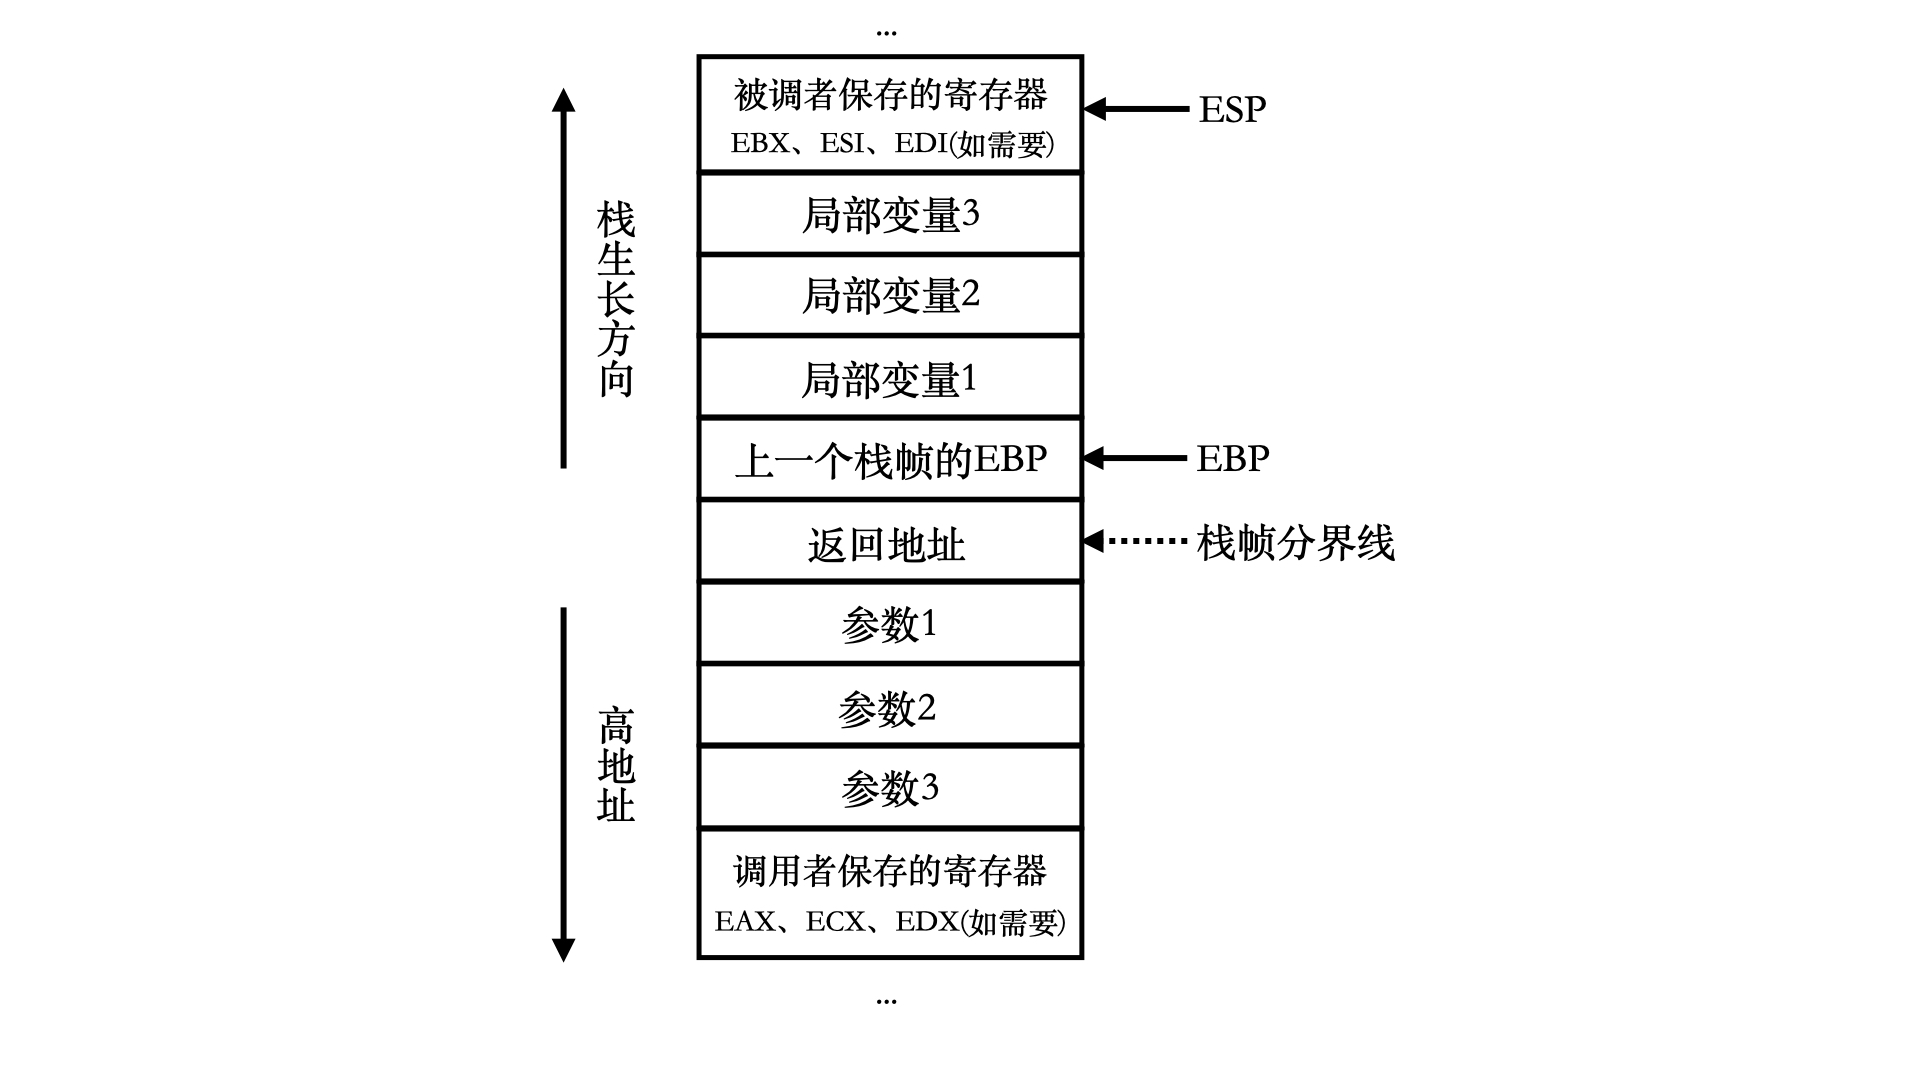 ...
被调者保存的寄存器
EBX、ESI、EDI(如需要)
ESP
栈生长方向
局部变量3
局部变量2
局部变量1
上一个栈帧的EBP
EBP
返回地址
栈帧分界线
参数1
参数2
高地址
参数3
调用者保存的寄存器
EAX、ECX、EDX(如需要)
...